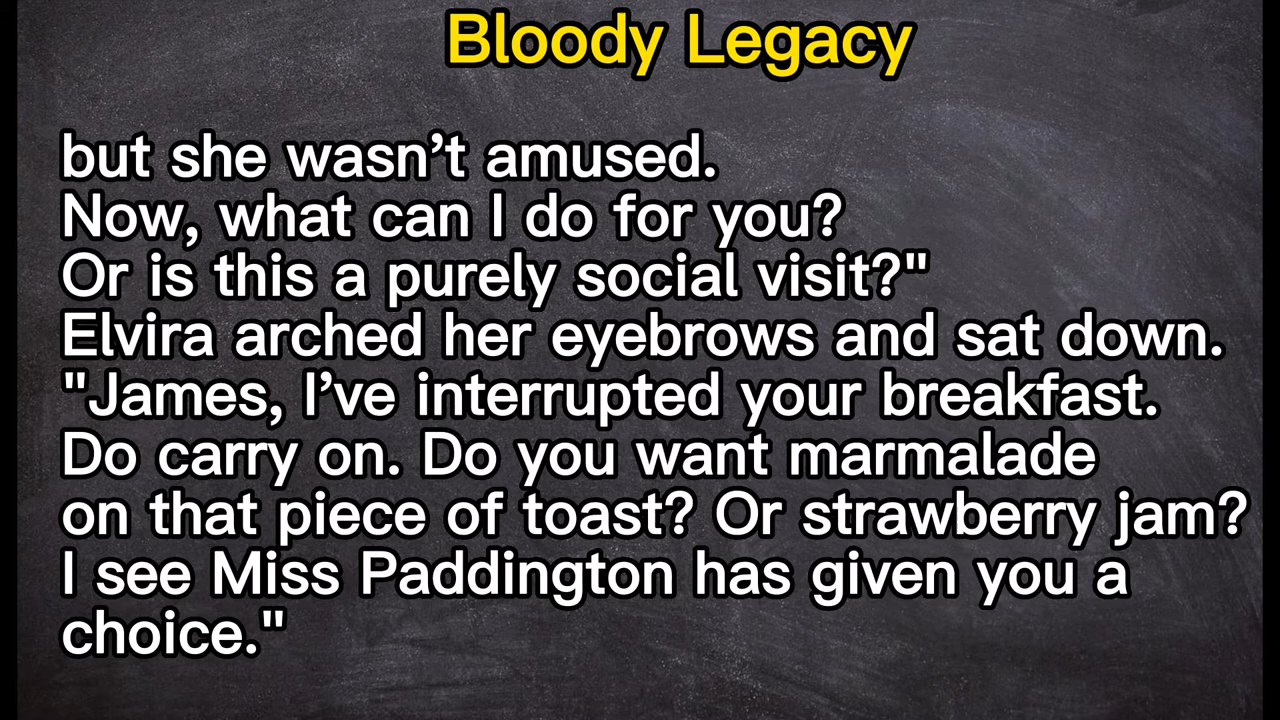 Bloody Legacy
but she wasn’t amused.
Now, what can I do for you?
Or is this a purely social visit?"
Elvira arched her eyebrows and sat down.
"James, I’ve interrupted your breakfast.
Do carry on. Do you want marmalade
on that piece of toast? Or strawberry jam?
I see Miss Paddington has given you a
choice."